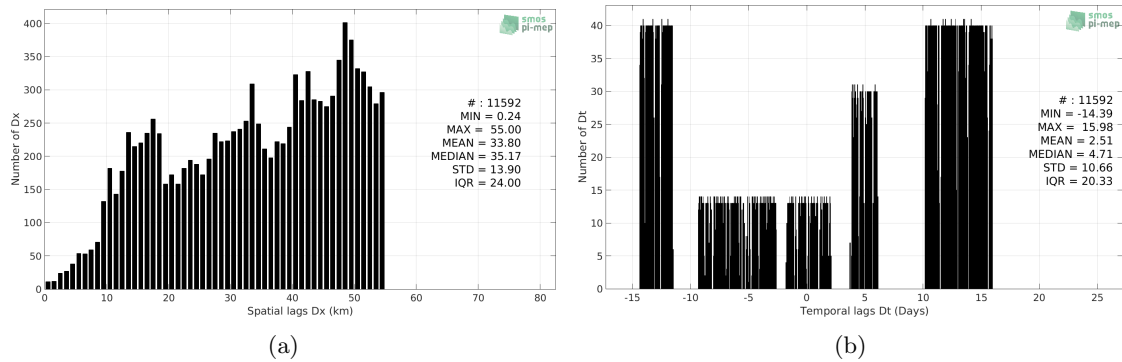 400
350
300
250
200
150
100
50
0
Number of Dx
0 10 20 30 40 50 60 70 80
Spatial lags Dx (km)
smos
pi-mep
# : 11592
MIN = 0.24
MAX = 55.00
MEAN = 33.80
MEDIAN = 35.17
STD = 13.90
IQR = 24.00
(a)
40
35
30
25
20
15
10
5
0
Number of Dt
-15 -10 -5 0 5 10 15 20 25
Temporal lags Dt (Days)
smos
pi-mep
# : 11592
MIN = -14.39
MAX = 15.98
MEAN = 2.51
MEDIAN = 4.71
STD = 10.66
IQR = 20.33
(b)